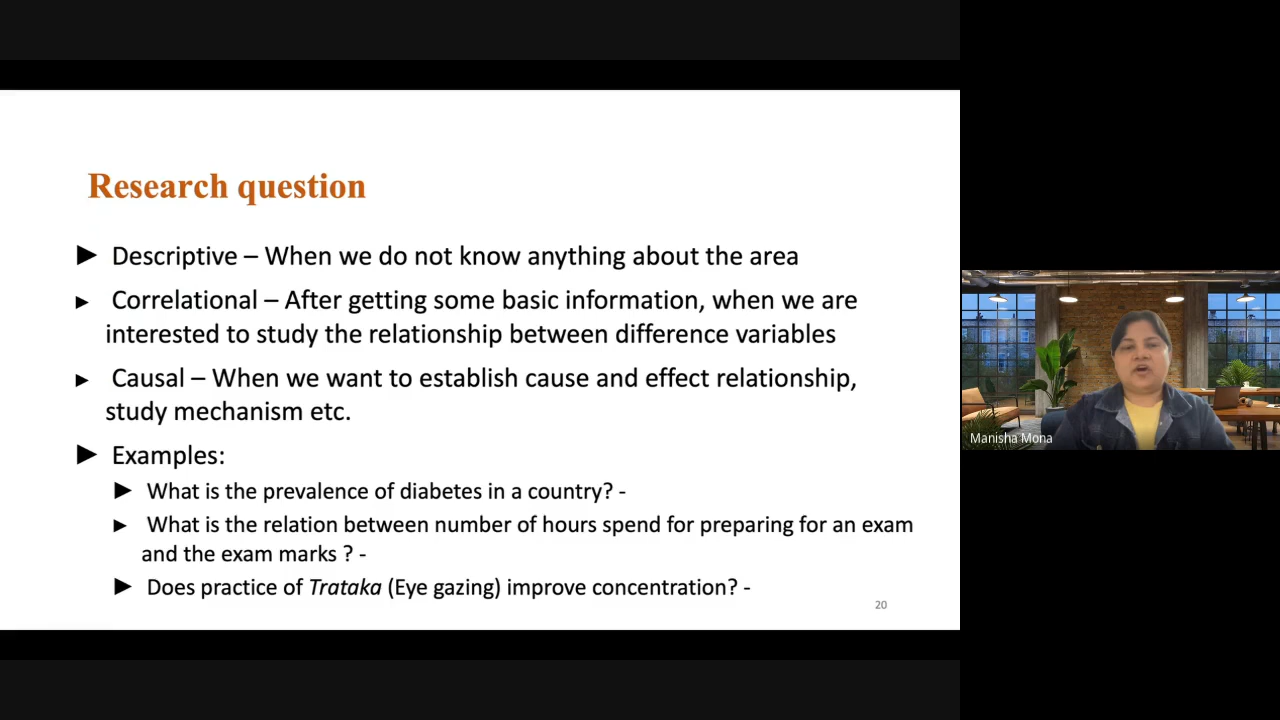 Research question
► Descriptive – When we do not know anything about the area
► Correlational – After getting some basic information, when we are
interested to study the relationship between difference variables
► Causal – When we want to establish cause and effect relationship,
study mechanism etc.
► Examples:
► What is the prevalence of diabetes in a country? -
► What is the relation between number of hours spend for preparing for an exam
and the exam marks ? -
► Does practice of Trataka (Eye gazing) improve concentration? -
20
Manisha Mona